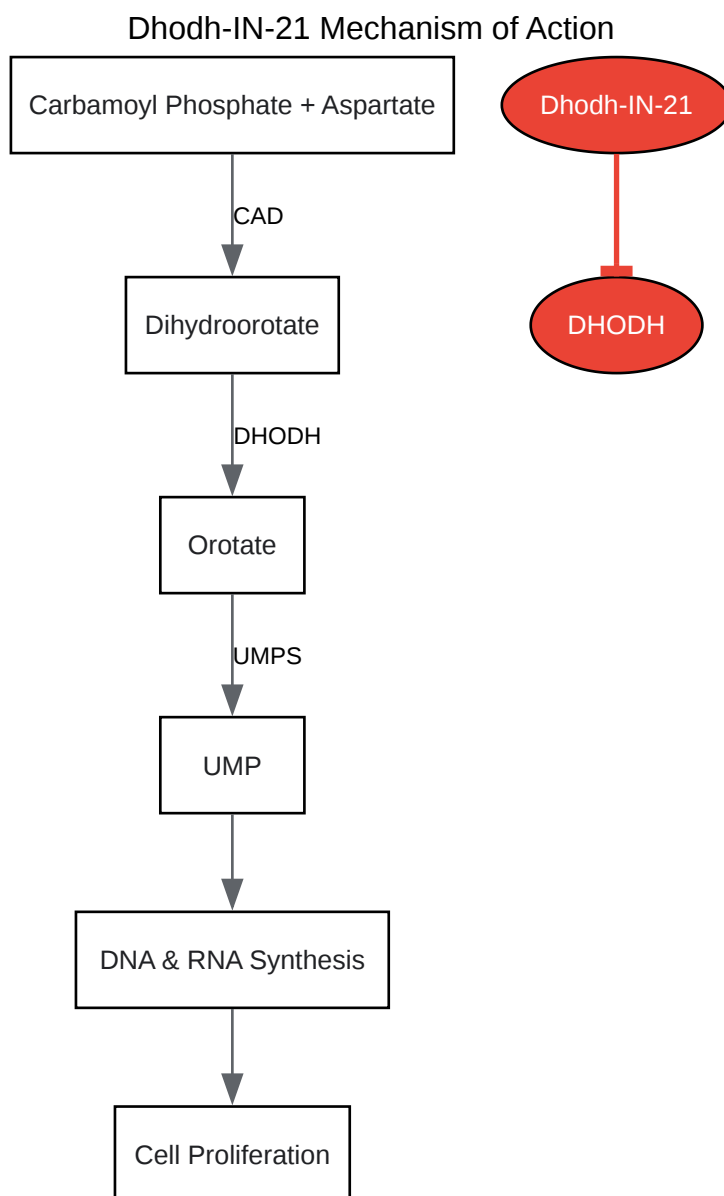 Dhodh-IN-21 Mechanism of Action
Carbamoyl Phosphate + Aspartate
Dhodh-IN-21
CAD
Dihydroorotate
DHODH
DHODH
Orotate
UMPS
UMP
DNA & RNA Synthesis
Cell Proliferation